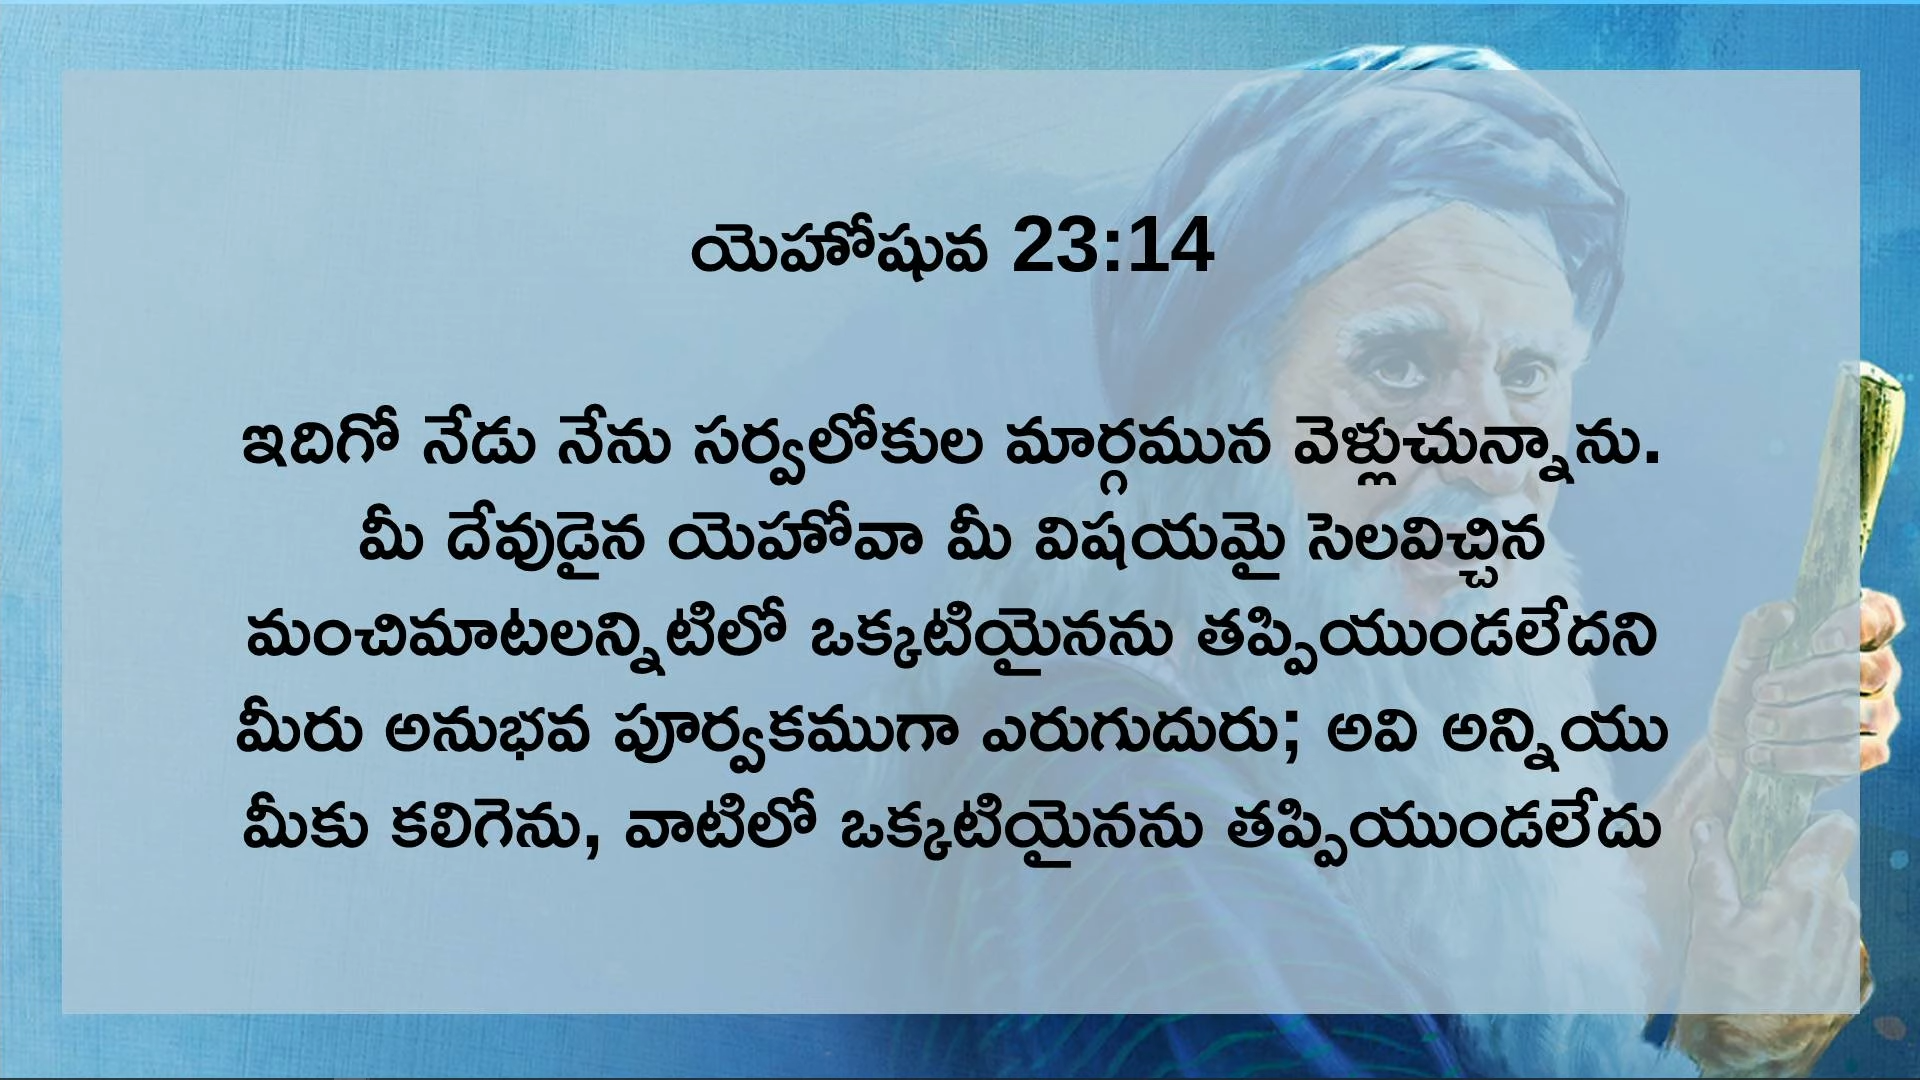 యెహోషువ 23:14
ఇదిగో నేడు నేను సర్వలోకుల మార్గమున వెళ్లుచున్నాను.
మీ దేవుడైన యెహోవా మీ విషయమై సెలవిచ్చిన
మంచిమాటలన్నిటిలో ఒక్కటియైనను తప్పియుండలేదని
మీరు అనుభవ పూర్వకముగా ఎరుగుదురు; అవి అన్నియు
మీకు కలిగెను, వాటిలో ఒక్కటియైనను తప్పియుండలేదు